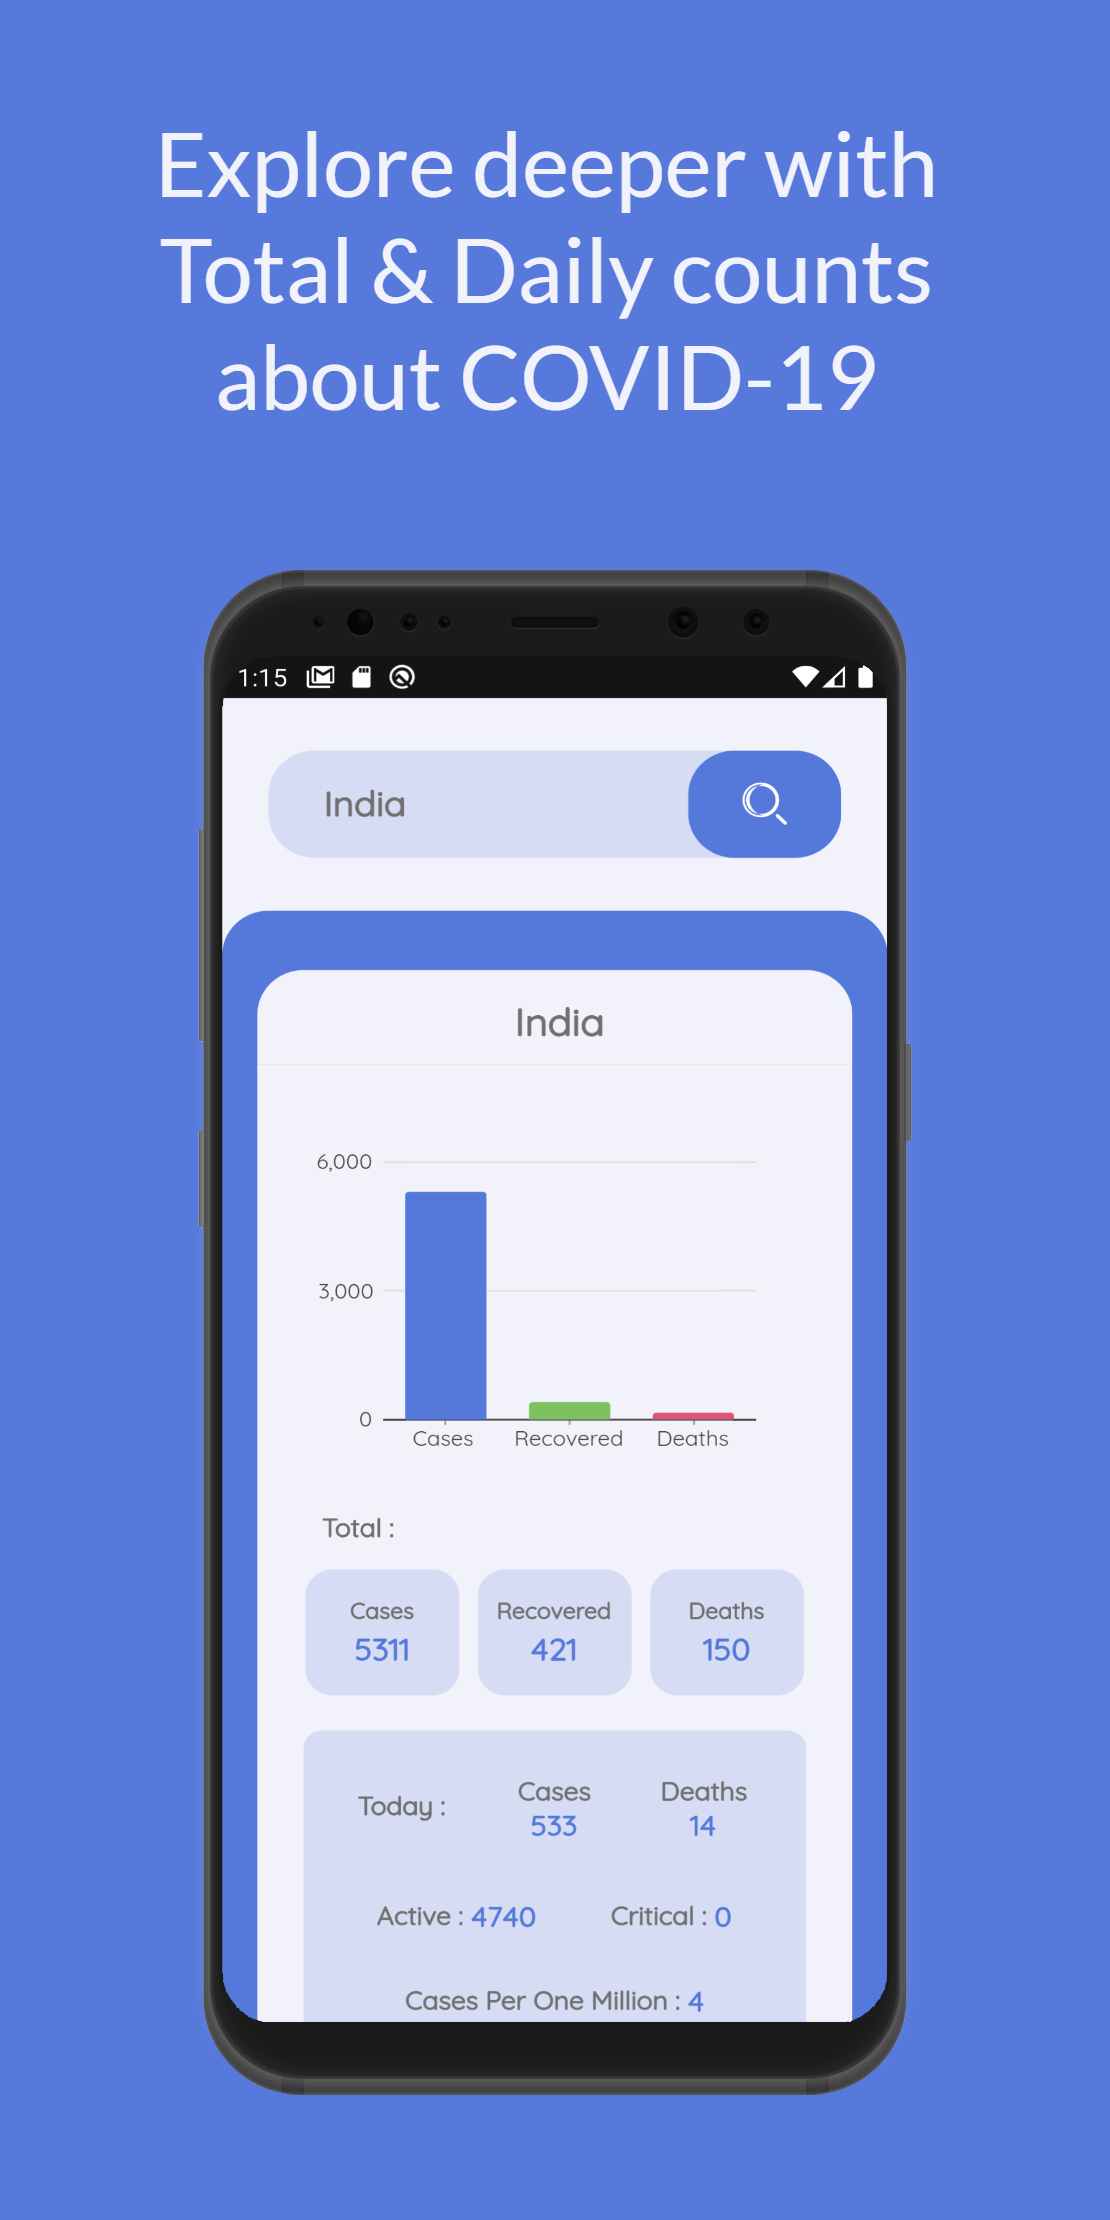 Explore deeper with
Total & Daily counts
about COVID-19
1:15
India
India
6,000
3,000
0
Cases Recovered Deaths
Total :
Cases Recovered Deaths
5311 421 150
Today : Cases Deaths
533 14
Active : 4740 Critical : 0
Cases Per One Million : 4